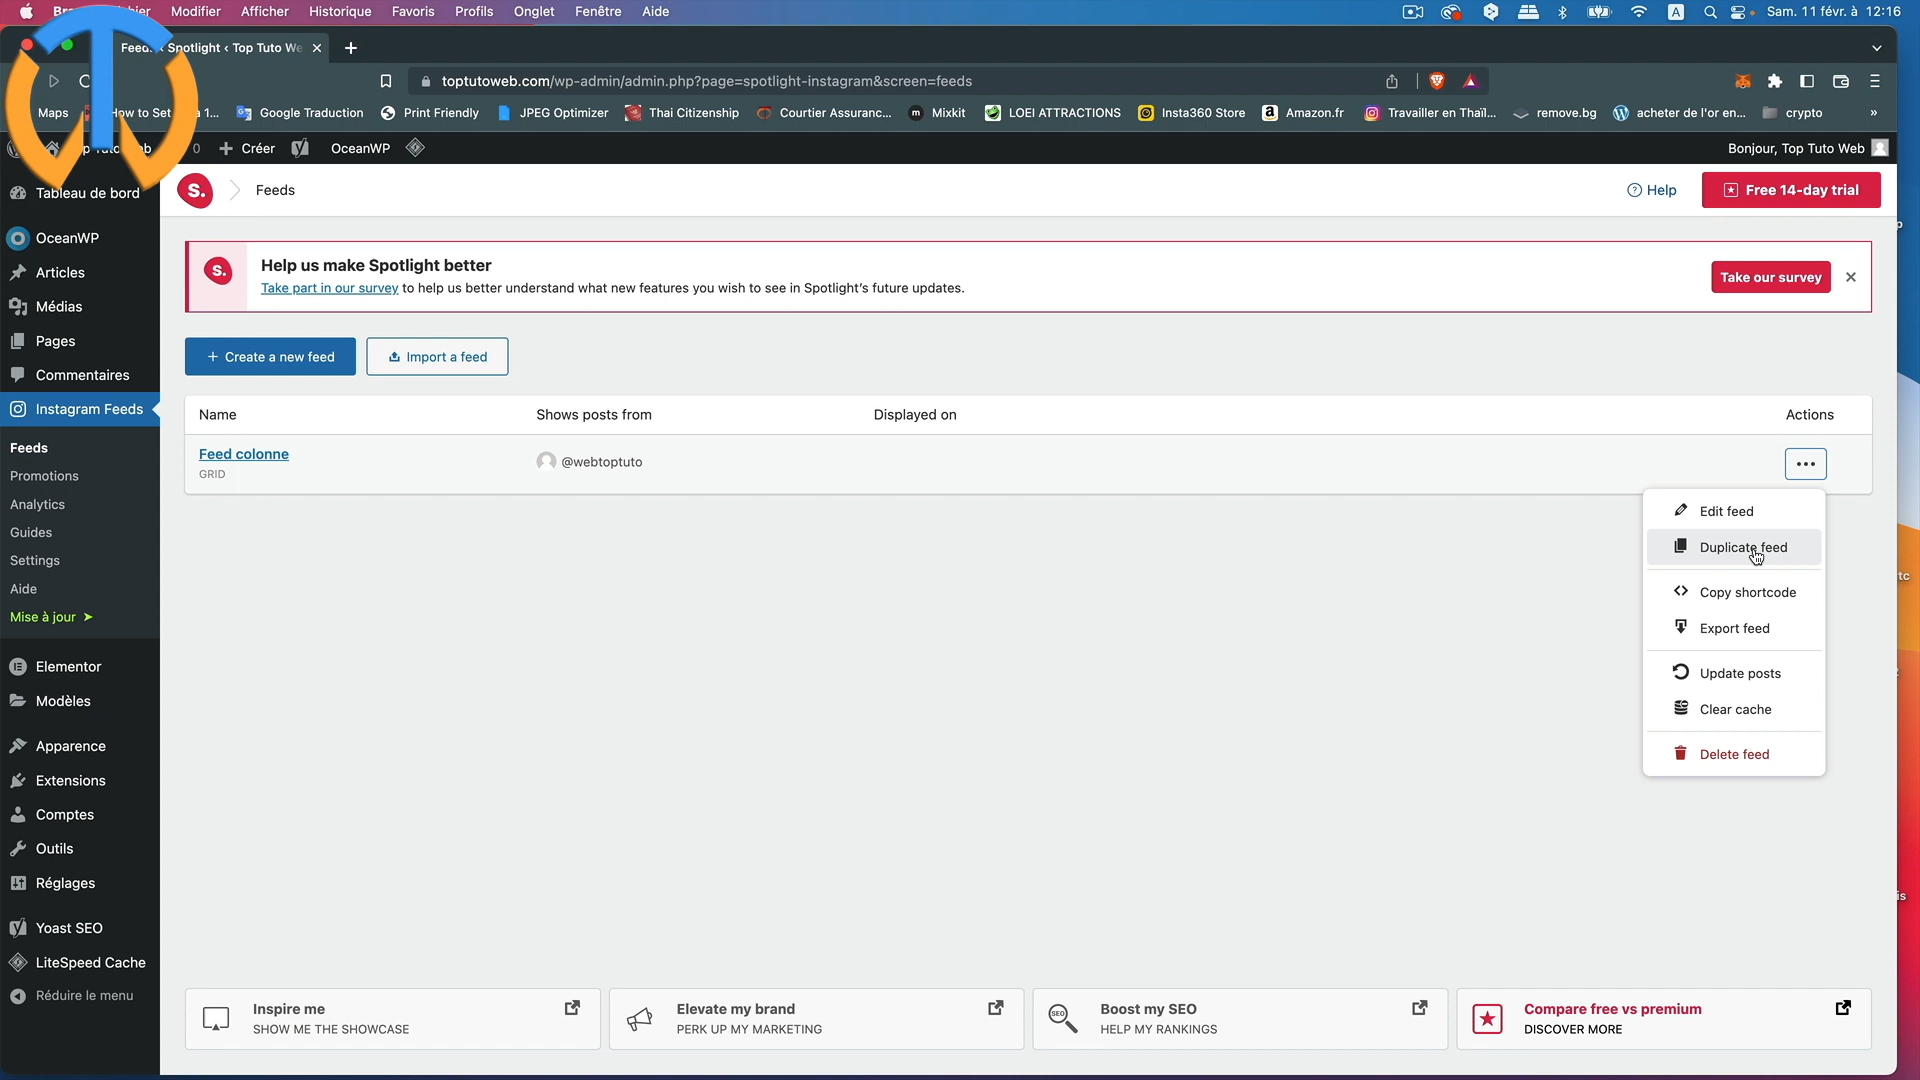 Modifier Afficher Historique Favoris Profils Onglet Fenêtre Aide
A Sam. 11 févr. à 12:16
Spotlight ‹ Top Tuto We
toptutoweb.com/wp-admin/admin.php?page=spotlight-instagram&screen=feeds
Maps
Google Traduction
Print Friendly
JPEG Optimizer
Thai Citizenship
Courtier Assuranc...
Mixkit
LOEI ATTRACTIONS
Insta360 Store
Amazon.fr
Travailler en Thaïl...
remove.bg
acheter de l'or en...
crypto
»
0
+ Créer
OceanWP
Bonjour, Top Tuto Web
Tableau de bord
OceanWP
Articles
Médias
Pages
Commentaires
Instagram Feeds
Feeds
Promotions
Analytics
Guides
Settings
Aide
Mise à jour ➤
Elementor
Modèles
Apparence
Extensions
Comptes
Outils
Réglages
Yoast SEO
LiteSpeed Cache
Réduire le menu
S.
Feeds
Help
Free 14-day trial
S.
Help us make Spotlight better
Take part in our survey to help us better understand what new features you wish to see in Spotlight's future updates.
Take our survey
+ Create a new feed
Import a feed
Name Shows posts from Displayed on Actions
Feed colonne
GRID
@webtoptuto
Edit feed
Duplicate feed
Copy shortcode
Export feed
Update posts
Clear cache
Delete feed
Inspire me
SHOW ME THE SHOWCASE
Elevate my brand
PERK UP MY MARKETING
SEO
Boost my SEO
HELP MY RANKINGS
Compare free vs premium
DISCOVER MORE